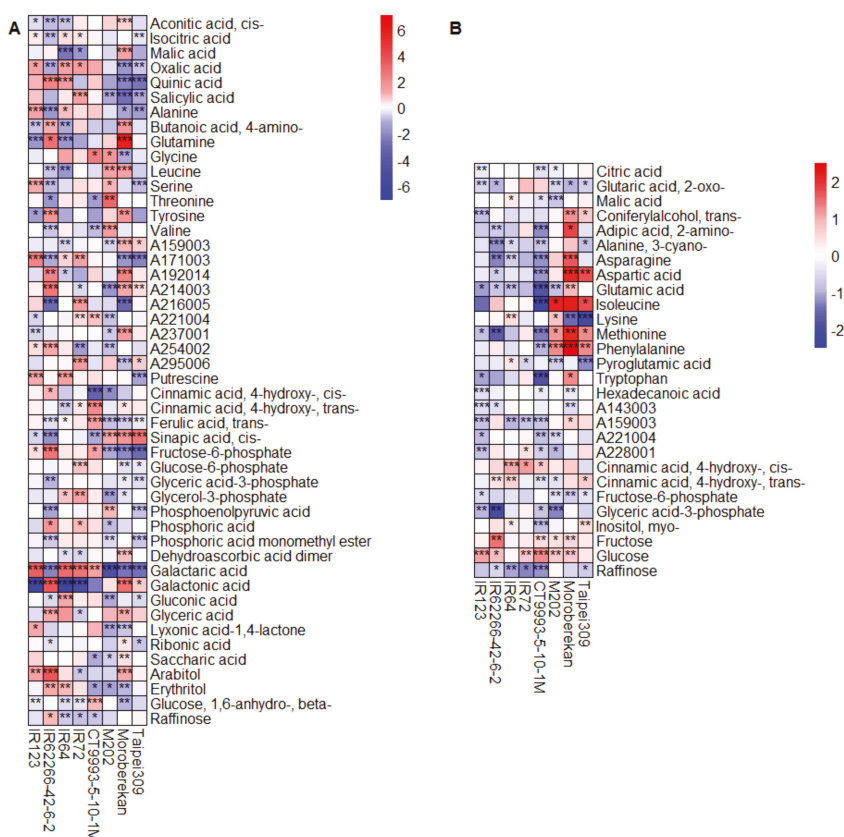 A
Aconitic acid, cis-
Isocitric acid
Malic acid
Oxalic acid
Quinic acid
Salicylic acid
Alanine
Butanoic acid, 4-amino-
Glutamine
Glycine
Leucine
Serine
Threonine
Tyrosine
Valine
A159003
A171003
A192014
A214003
A216005
A221004
A237001
A254002
A295006
Putrescine
Cinnamic acid, 4-hydroxy-, cis-
Cinnamic acid, 4-hydroxy-, trans-
Ferulic acid, trans-
Sinapic acid, cis-
Fructose-6-phosphate
Glucose-6-phosphate
Glyceric acid-3-phosphate
Glycerol-3-phosphate
Phosphoenolpyruvic acid
Phosphoric acid
Phosphoric acid monomethyl ester
Dehydroascorbic acid dimer
Galactaric acid
Galactonic acid
Gluconic acid
Glyceric acid
Lyxonic acid-1,4-lactone
Ribonic acid
Saccharic acid
Arabitol
Erythritol
Glucose, 1,6-anhydro-, beta-
Raffinose
IR123
IR62266-42-6-2
IR64
IR72
CT9993-5-10-1M
M202
Moroberekan
Taipei309
6
4
2
0
-2
-4
-6
B
Citric acid
Glutaric acid, 2-oxo-
Malic acid
Coniferylalcohol, trans-
Adipic acid, 2-amino-
Alanine, 3-cyano-
Asparagine
Aspartic acid
Glutamic acid
Isoleucine
Lysine
Methionine
Phenylalanine
Pyroglutamic acid
Tryptophan
Hexadecanoic acid
A143003
A159003
A221004
A228001
Cinnamic acid, 4-hydroxy-, cis-
Cinnamic acid, 4-hydroxy-, trans-
Fructose-6-phosphate
Glyceric acid-3-phosphate
Inositol, myo-
Fructose
Glucose
Raffinose
IR123
IR62266-42-6-2
IR64
IR72
CT9993-5-10-1M
M202
Moroberekan
Taipei309
2
1
0
-1
-2